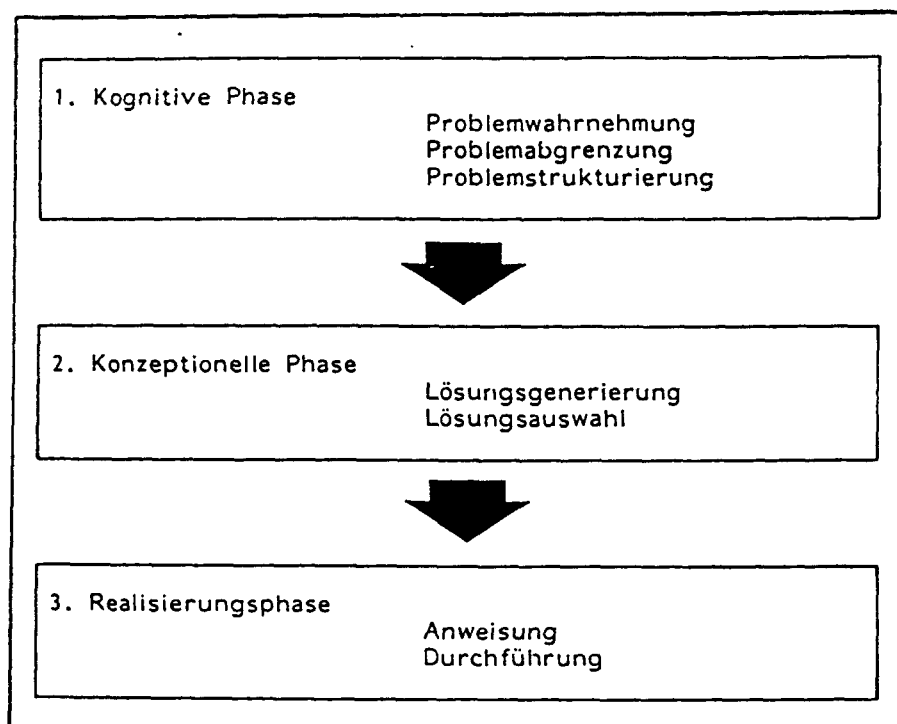 1. Kognitive Phase
Problemwahrnehmung
Problemabgrenzung
Problemstrukturierung
2. Konzeptionelle Phase
Lösungsgenerierung
Lösungsauswahl
3. Realisierungsphase
Anweisung
Durchführung